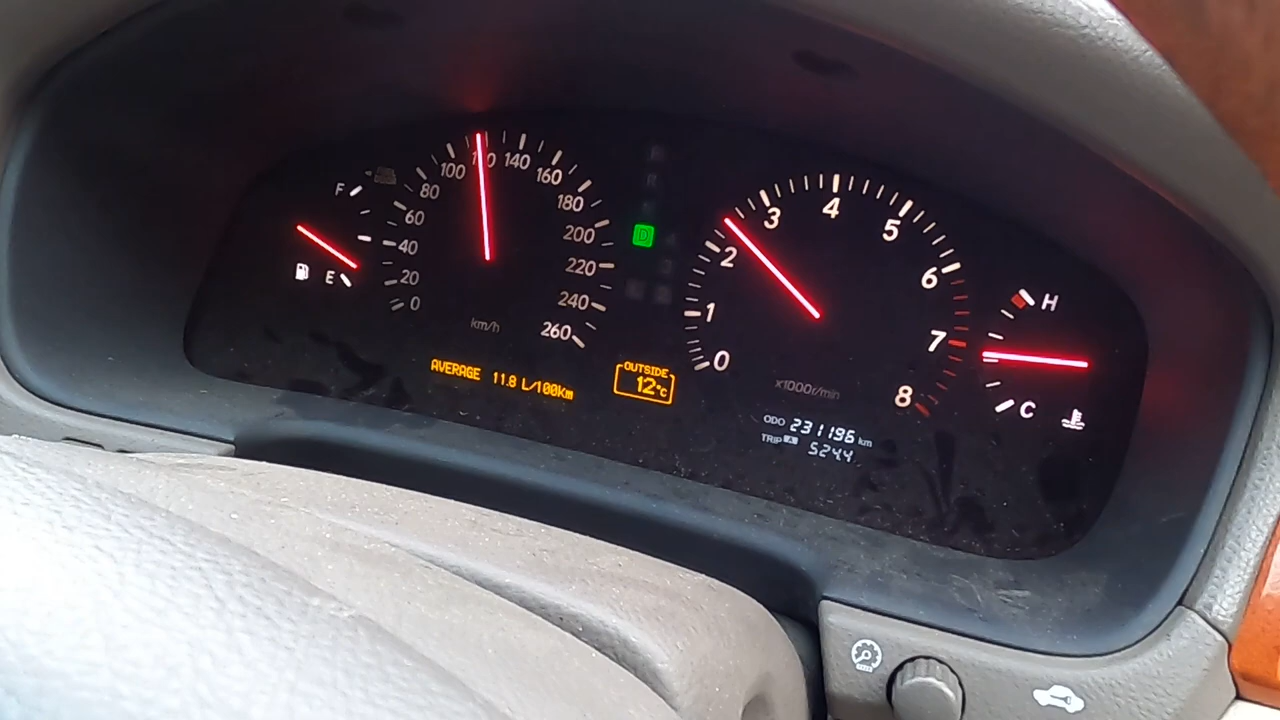 F
E
0
20
40
60
80
100
120
140
160
180
200
220
240
260
km/h
AVERAGE 11.8 L/100Km
P
R
D
OUTSIDE
12°C
0
1
2
3
4
5
6
7
8
x1000r/min
ODO 231196 km
TRIP A 524.4
H
C